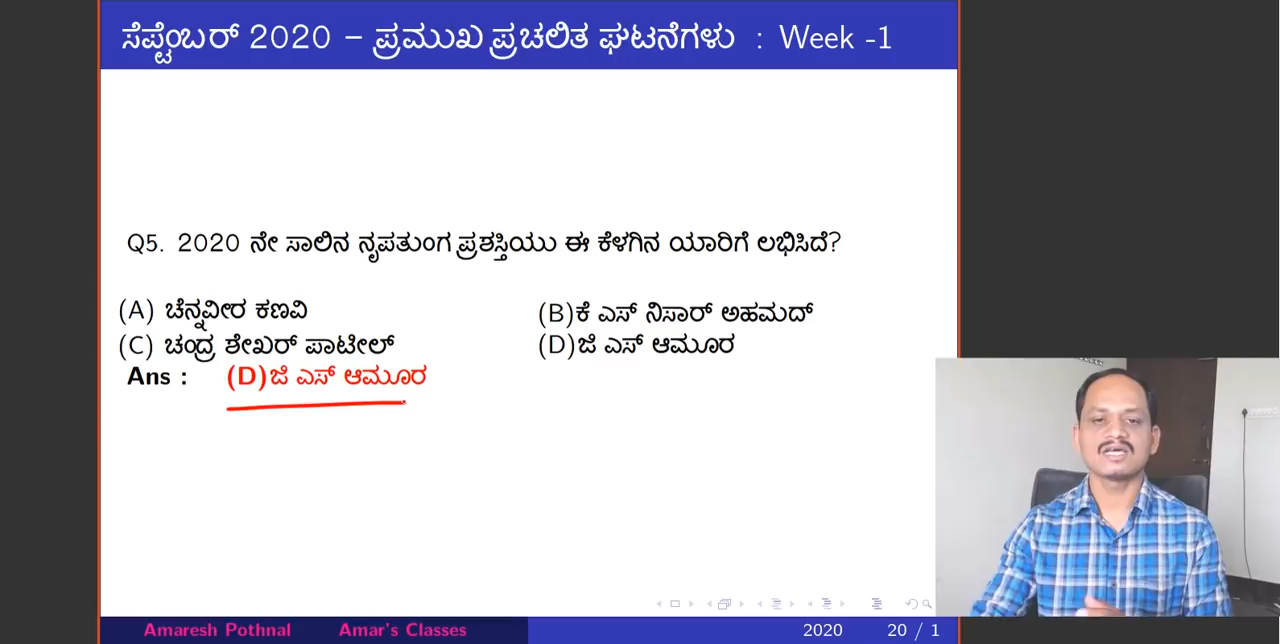 ಸೆಪ್ಟೆಂಬರ್ 2020 – ಪ್ರಮುಖ ಪ್ರಚಲಿತ ಘಟನೆಗಳು : Week -1
Q5. 2020 ನೇ ಸಾಲಿನ ನೃಪತುಂಗ ಪ್ರಶಸ್ತಿಯು ಈ ಕೆಳಗಿನ ಯಾರಿಗೆ ಲಭಿಸಿದೆ?
(A) ಚೆನ್ನವೀರ ಕಣವಿ (B)ಕೆ ಎಸ್ ನಿಸಾರ್ ಅಹಮದ್
(C) ಚಂದ್ರ ಶೇಖರ್ ಪಾಟೀಲ್ (D)ಜಿ ಎಸ್ ಆಮೂರ
Ans : (D)ಜಿ ಎಸ್ ಆಮೂರ
Amaresh Pothnal Amar's Classes 2020 20 / 1